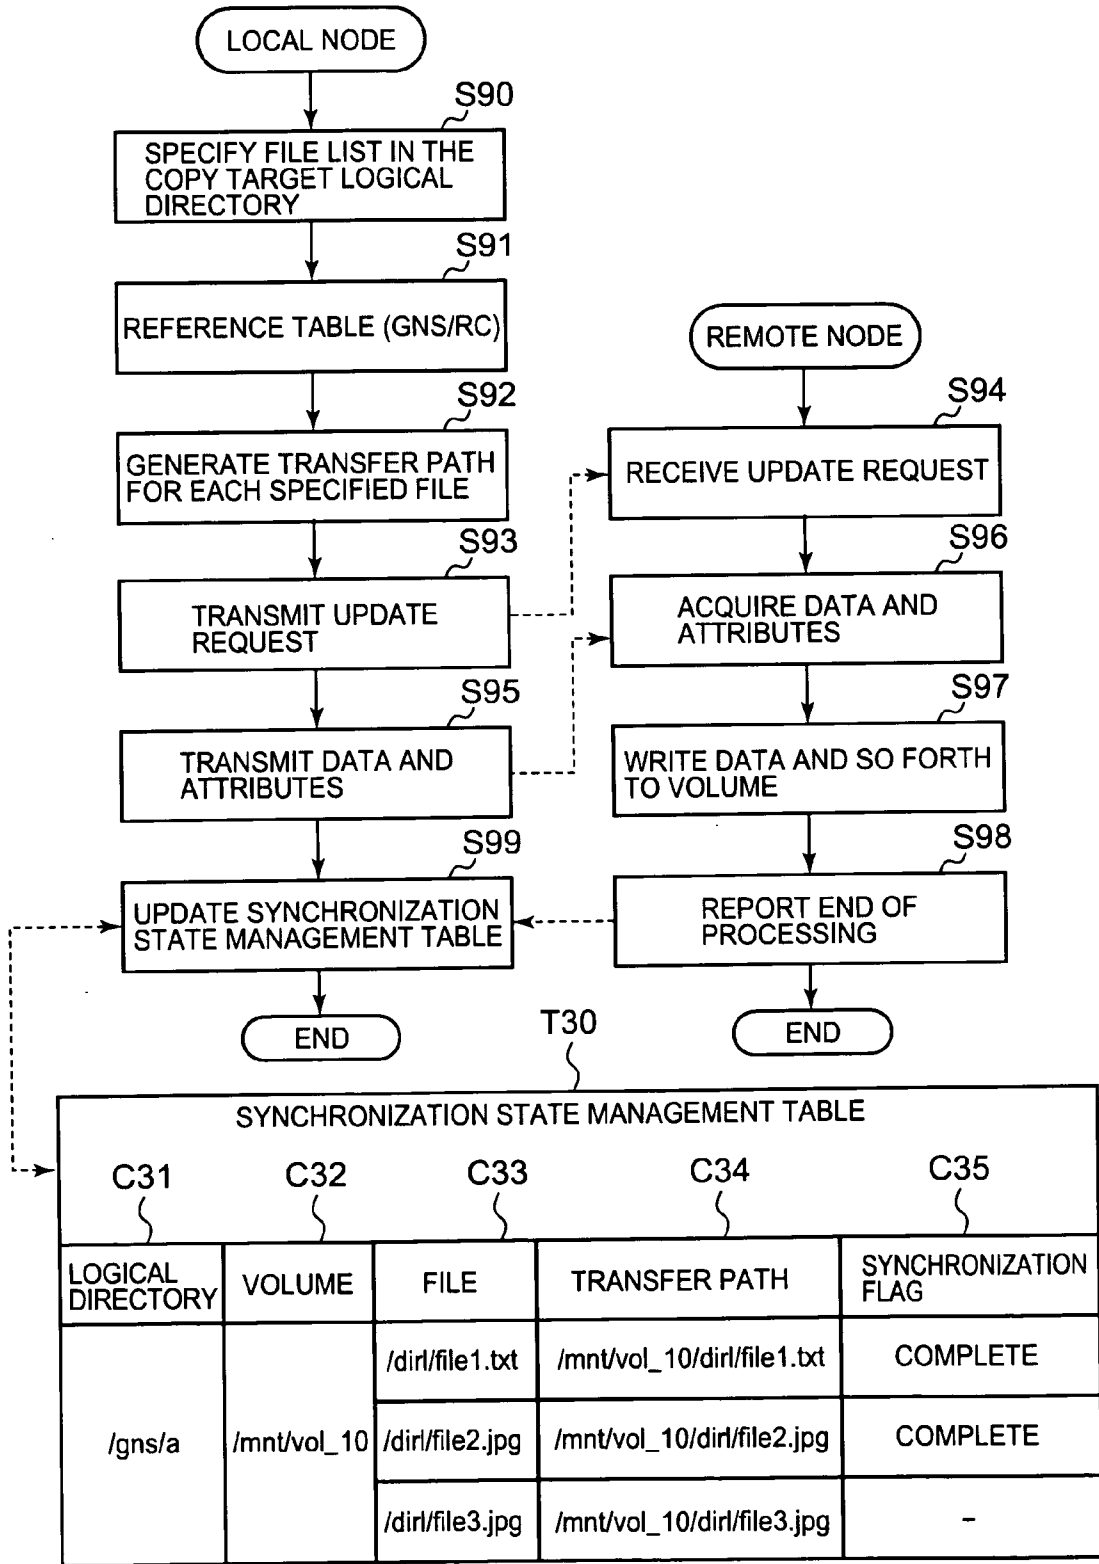 LOCAL NODE
S90
SPECIFY FILE LIST IN THE
COPY TARGET LOGICAL
DIRECTORY
S91
REFERENCE TABLE (GNS/RC)
S92
GENERATE TRANSFER PATH
FOR EACH SPECIFIED FILE
S93
TRANSMIT UPDATE
REQUEST
S95
TRANSMIT DATA AND
ATTRIBUTES
S99
UPDATE SYNCHRONIZATION
STATE MANAGEMENT TABLE
END
REMOTE NODE
S94
RECEIVE UPDATE REQUEST
S96
ACQUIRE DATA AND
ATTRIBUTES
S97
WRITE DATA AND SO FORTH
TO VOLUME
S98
REPORT END OF
PROCESSING
END
T30
SYNCHRONIZATION STATE MANAGEMENT TABLE
C31 C32 C33 C34 C35
LOGICAL
DIRECTORY
VOLUME
FILE
TRANSFER PATH
SYNCHRONIZATION
FLAG
/gns/a
/mnt/vol_10
/dirl/file1.txt /mnt/vol_10/dirl/file1.txt COMPLETE
/dirl/file2.jpg /mnt/vol_10/dirl/file2.jpg COMPLETE
/dirl/file3.jpg /mnt/vol_10/dirl/file3.jpg –